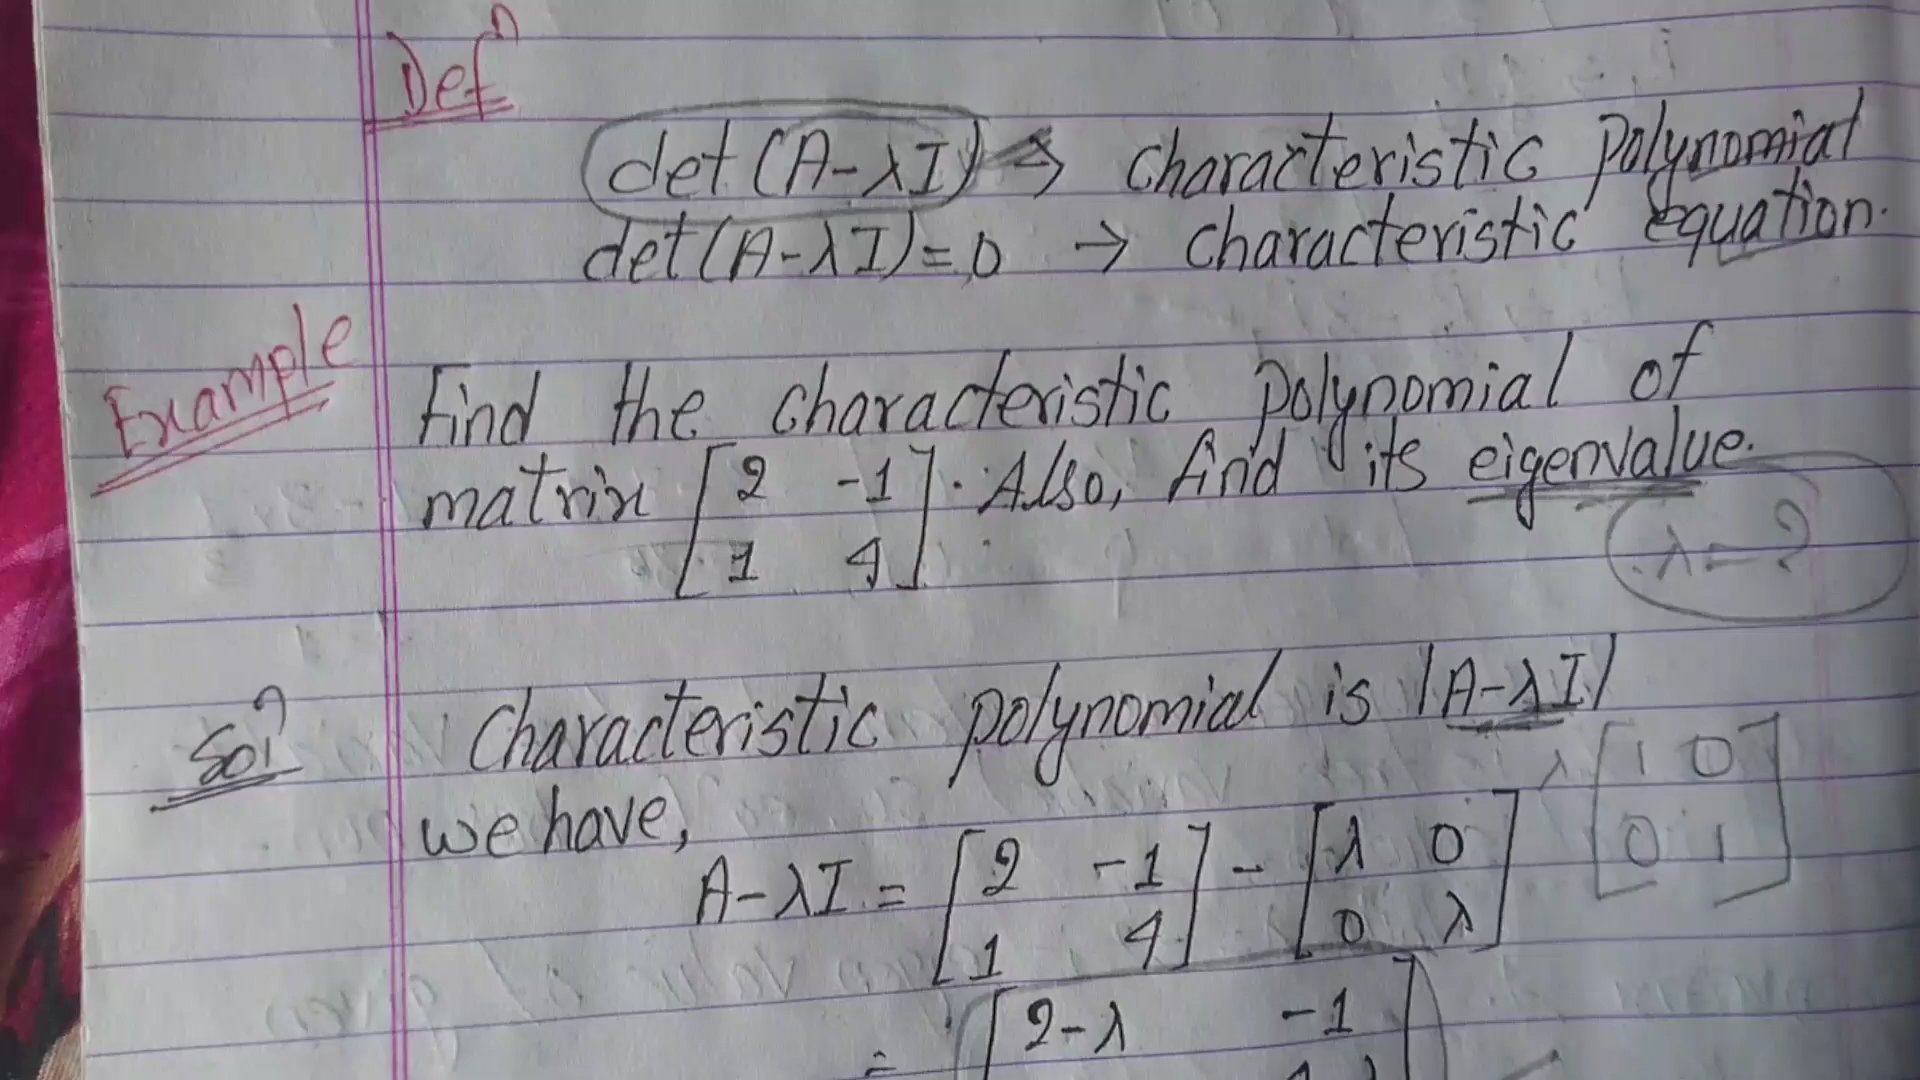 Defⁿ
det(A-λI) → characteristic polynomial
det(A-λI)=0 → characteristic equation.
Example
Find the characteristic polynomial of
matrix [2 -1
1 4]. Also, find its eigenvalue.
λ=?
Solⁿ
Characteristic polynomial is |A-λI|
λ[1 0
0 1]
we have,
A-λI = [2 -1
1 4] - [λ 0
0 λ]
= [2-λ -1